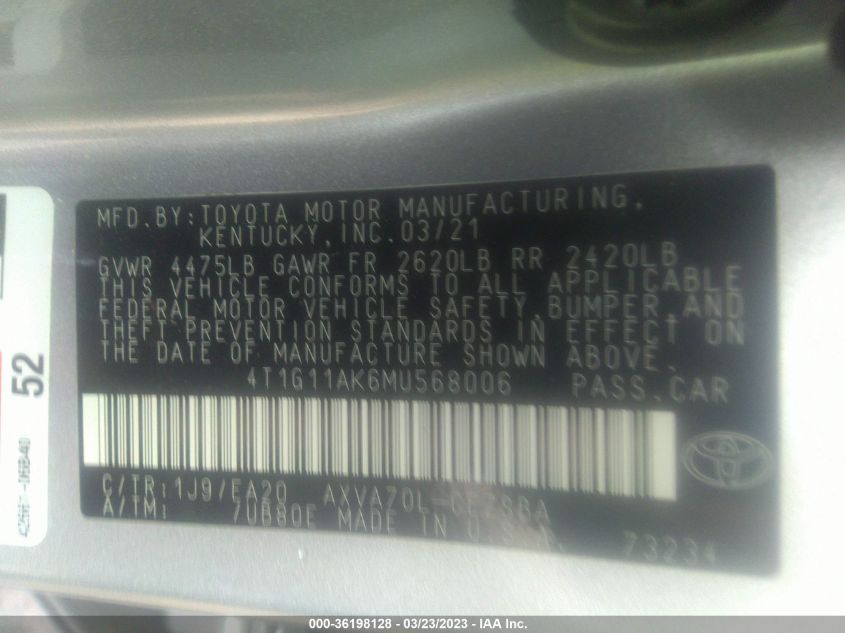 MFD.BY:TOYOTA MOTOR MANUFACTURING,
KENTUCKY,INC.03/21
GVWR 4475LB GAWR FR 2620LB RR 2420LB
THIS VEHICLE CONFORMS TO ALL APPLICABLE
FEDERAL MOTOR VEHICLE SAFETY,BUMPER,AND
THEFT PREVENTION STANDARDS IN EFFECT ON
THE DATE OF MANUFACTURE SHOWN ABOVE.
4T1G11AK6MU568006 PASS.CAR
C/TR:1J9/EA20
A/TM: 7UB80E MADE IN U.S.A.
73234
52
000-36198128 - 03/23/2023 - IAA Inc.